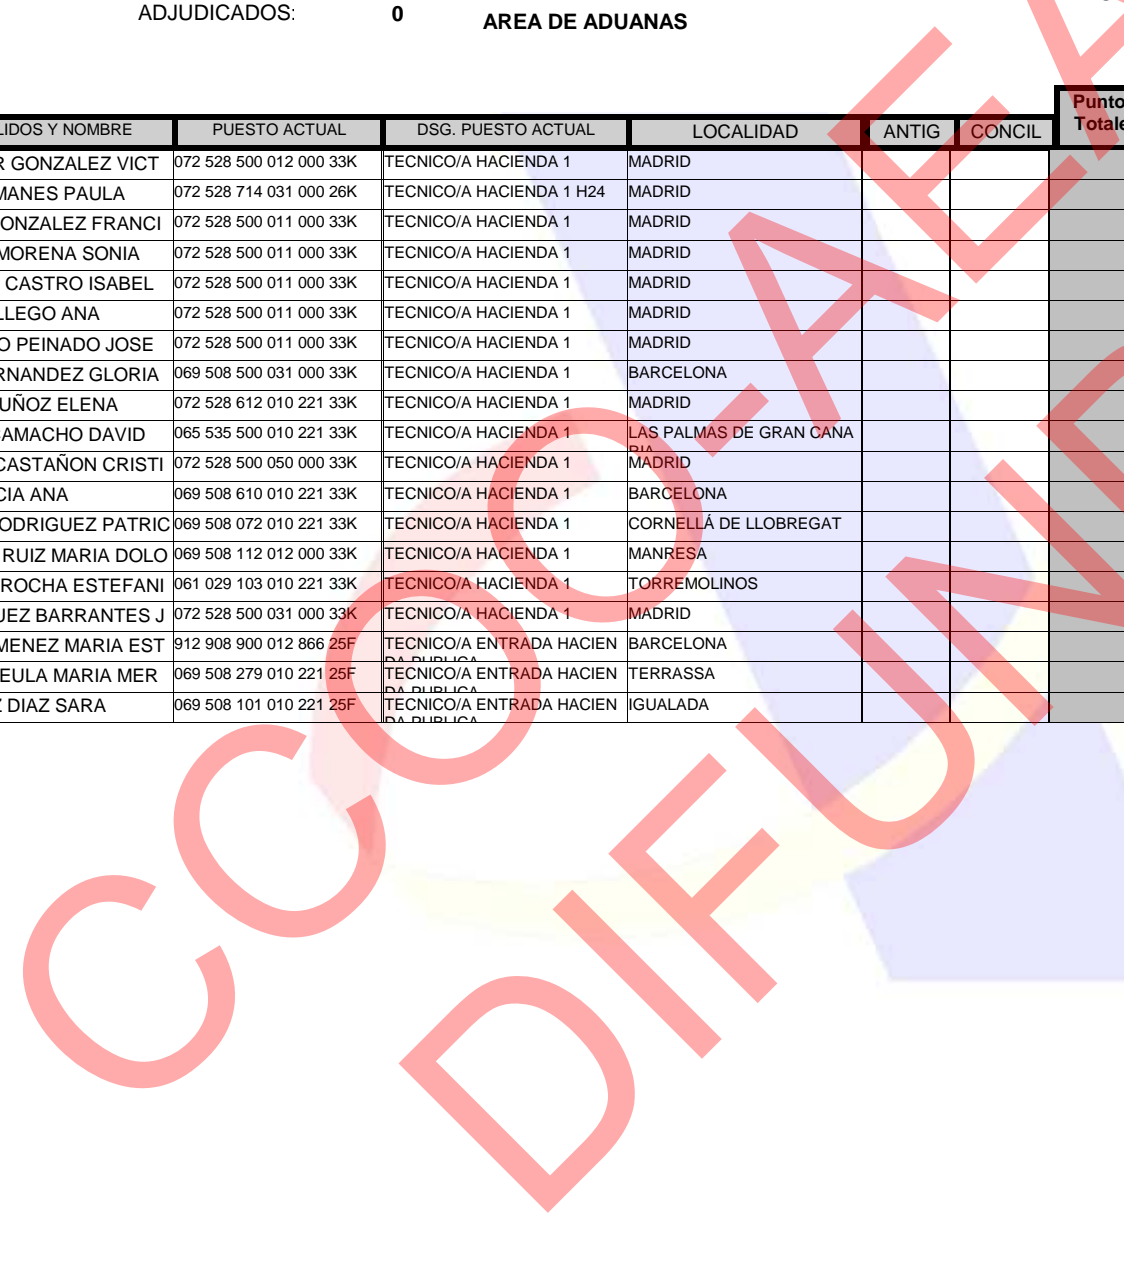 ADJUDICADOS: 0 AREA DE ADUANAS
Punto
Totale
LIDOS Y NOMBRE PUESTO ACTUAL DSG. PUESTO ACTUAL LOCALIDAD ANTIG CONCIL
R GONZALEZ VICT 072 528 500 012 000 33K TECNICO/A HACIENDA 1 MADRID
MANES PAULA 072 528 714 031 000 26K TECNICO/A HACIENDA 1 H24 MADRID
ONZALEZ FRANCI 072 528 500 011 000 33K TECNICO/A HACIENDA 1 MADRID
MORENA SONIA 072 528 500 011 000 33K TECNICO/A HACIENDA 1 MADRID
CASTRO ISABEL 072 528 500 011 000 33K TECNICO/A HACIENDA 1 MADRID
LLEGO ANA 072 528 500 011 000 33K TECNICO/A HACIENDA 1 MADRID
O PEINADO JOSE 072 528 500 011 000 33K TECNICO/A HACIENDA 1 MADRID
RNANDEZ GLORIA 069 508 500 031 000 33K TECNICO/A HACIENDA 1 BARCELONA
UÑOZ ELENA 072 528 612 010 221 33K TECNICO/A HACIENDA 1 MADRID
AMACHO DAVID 065 535 500 010 221 33K TECNICO/A HACIENDA 1 LAS PALMAS DE GRAN CANA
RIA
CASTAÑON CRISTI 072 528 500 050 000 33K TECNICO/A HACIENDA 1 MADRID
CIA ANA 069 508 610 010 221 33K TECNICO/A HACIENDA 1 BARCELONA
ODRIGUEZ PATRIC 069 508 072 010 221 33K TECNICO/A HACIENDA 1 CORNELLÁ DE LLOBREGAT
RUIZ MARIA DOLO 069 508 112 012 000 33K TECNICO/A HACIENDA 1 MANRESA
ROCHA ESTEFANI 061 029 103 010 221 33K TECNICO/A HACIENDA 1 TORREMOLINOS
UEZ BARRANTES J 072 528 500 031 000 33K TECNICO/A HACIENDA 1 MADRID
MENEZ MARIA EST 912 908 900 012 866 25F TECNICO/A ENTRADA HACIEN BARCELONA
DA PUBLICA
EULA MARIA MER 069 508 279 010 221 25F TECNICO/A ENTRADA HACIEN TERRASSA
DA PUBLICA
Z DIAZ SARA 069 508 101 010 221 25F TECNICO/A ENTRADA HACIEN IGUALADA
DA PUBLICA
CCOO-AEA
DIFUND